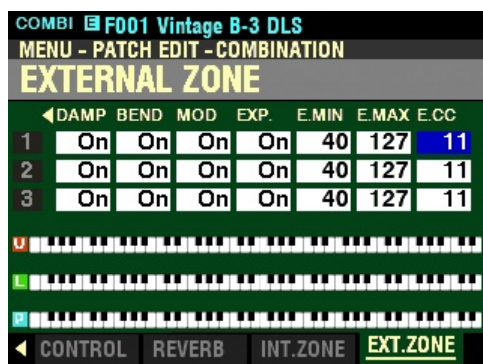 COMBI E F001 Vintage B-3 DLS
MENU - PATCH EDIT - COMBINATION
EXTERNAL ZONE
DAMP BEND MOD EXP. E.MIN E.MAX E.CC
1 On On On On 40 127 11
2 On On On On 40 127 11
3 On On On On 40 127 11
U
L
P
CONTROL REVERB INT.ZONE EXT.ZONE